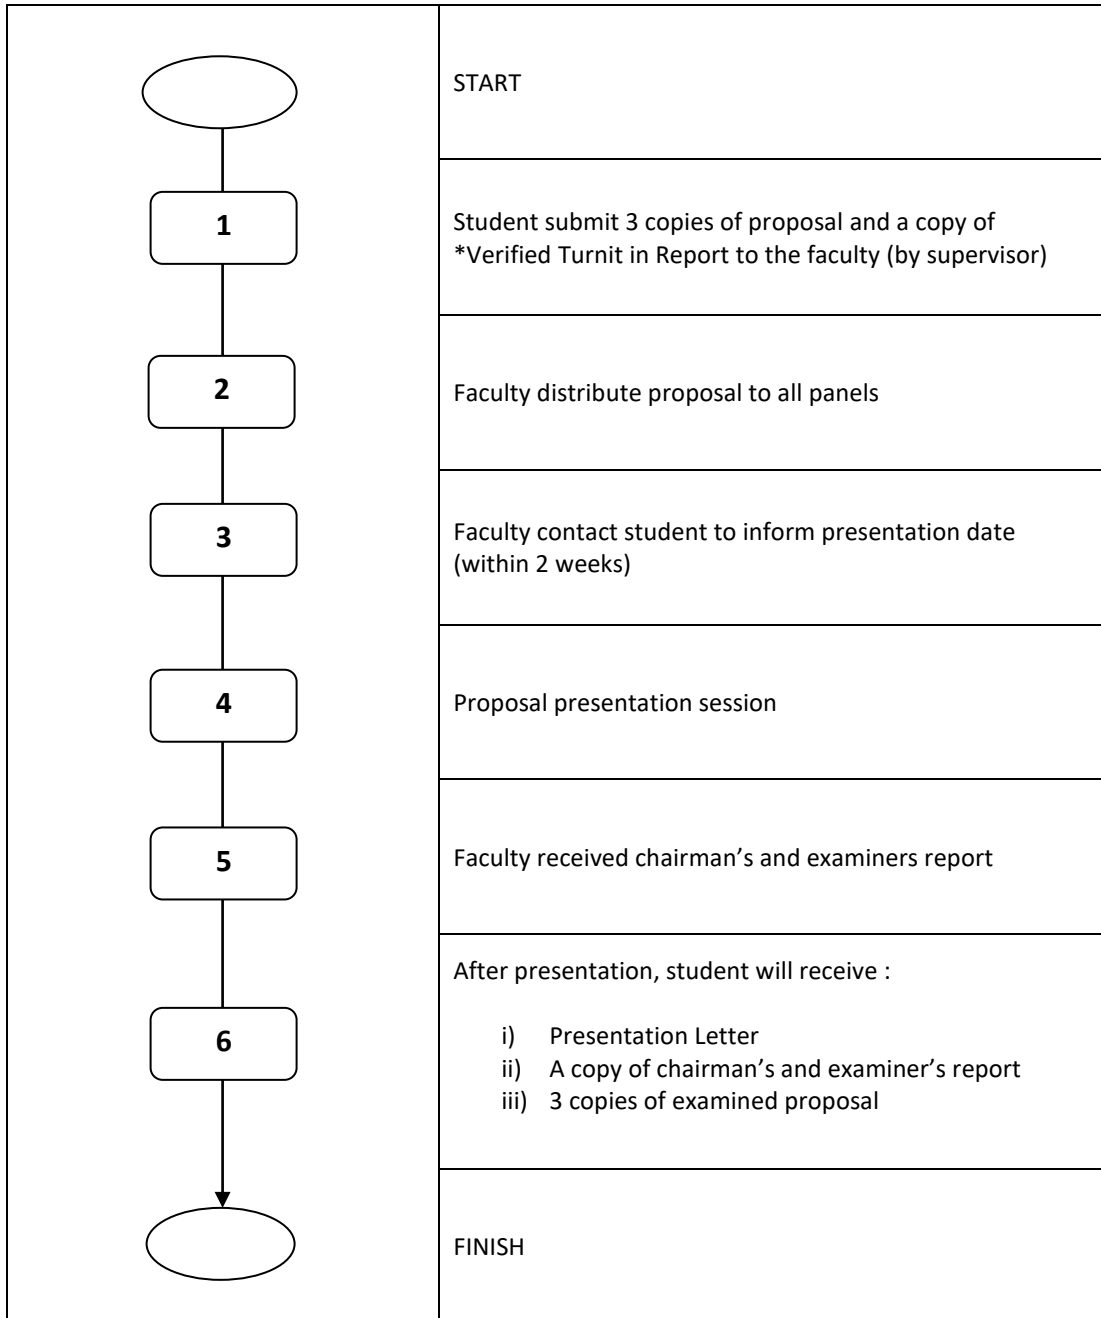 START
1
Student submit 3 copies of proposal and a copy of
*Verified Turnit in Report to the faculty (by supervisor)
2
Faculty distribute proposal to all panels
3
Faculty contact student to inform presentation date
(within 2 weeks)
4
Proposal presentation session
5
Faculty received chairman’s and examiners report
6
After presentation, student will receive :
i) Presentation Letter
ii) A copy of chairman’s and examiner’s report
iii) 3 copies of examined proposal
FINISH